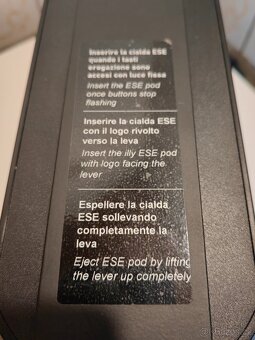 Inserire la cialda ESE
quando i tasti
erogazione sono
accesi con luce fissa
Insert the ESE pod
once buttons stop
flashing
Inserire la cialda ESE
con il logo rivolto
verso la leva
Insert the illy ESE pod
with logo facing the
lever
Espellere la cialda
ESE sollevando
completamente la
leva
Eject ESE pod by lifting
the lever up completely